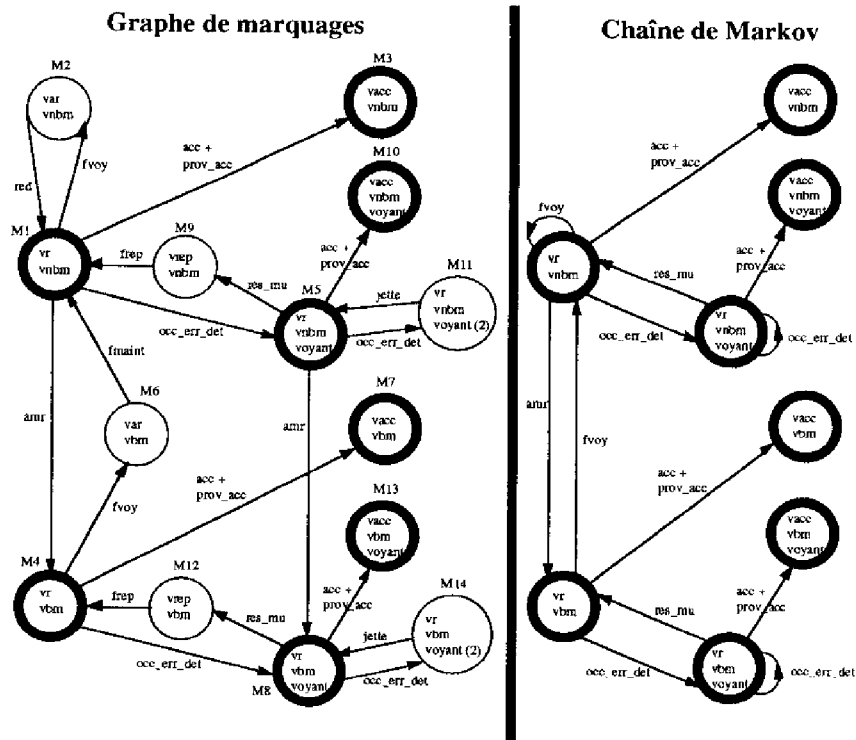 Graphe de marquages
Chaîne de Markov
M2
var
vnbm
M3
vacc
vnbm
vacc
vnbm
red
fvoy
acc +
prov_acc
acc +
prov_acc
M10
vacc
vnbm
voyant
vacc
vnbm
voyant
M1
vr
vnbm
frep
M9
vrep
vnbm
res_mu
acc +
prov_acc
M5
vr
vnbm
voyant
jette
M11
vr
vnbm
voyant (2)
occ_err_det
occ_err_det
fvoy
vr
vnbm
res_mu
acc +
prov_acc
vr
vnbm
voyant
occ_err_det
occ_err_det
amr
fmaint
M6
var
vbm
fvoy
amr
M7
vacc
vbm
acc +
prov_acc
amr
fvoy
vacc
vbm
acc +
prov_acc
M13
vacc
vbm
voyant
vacc
vbm
voyant
M4
vr
vbm
frep
M12
vrep
vbm
res_mu
acc +
prov_acc
M14
vr
vbm
voyant (2)
jette
occ_err_det
vr
vbm
voyant
M8
occ_err_det
vr
vbm
res_mu
acc +
prov_acc
occ_err_det
vr
vbm
voyant
occ_err_det